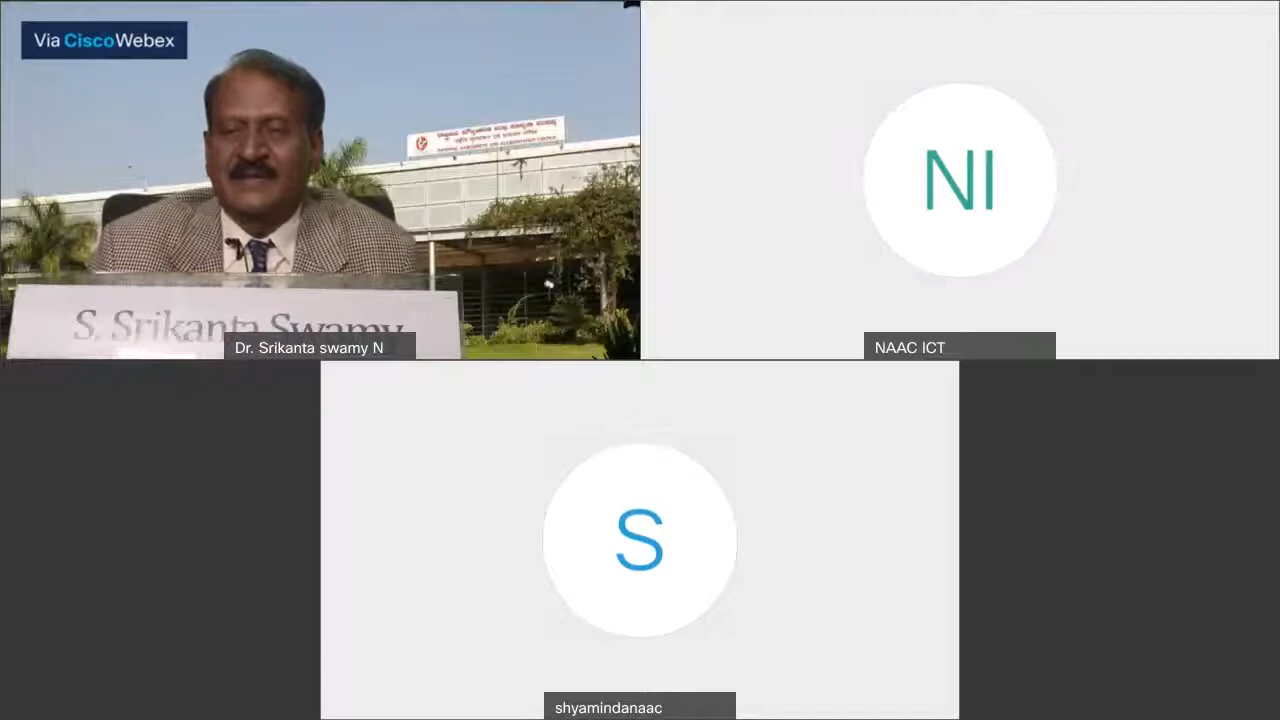 Via CiscoWebex
S. Srikanta Swamy
Dr. Srikanta swamy N
NI
NAAC ICT
S
shyamindanaac